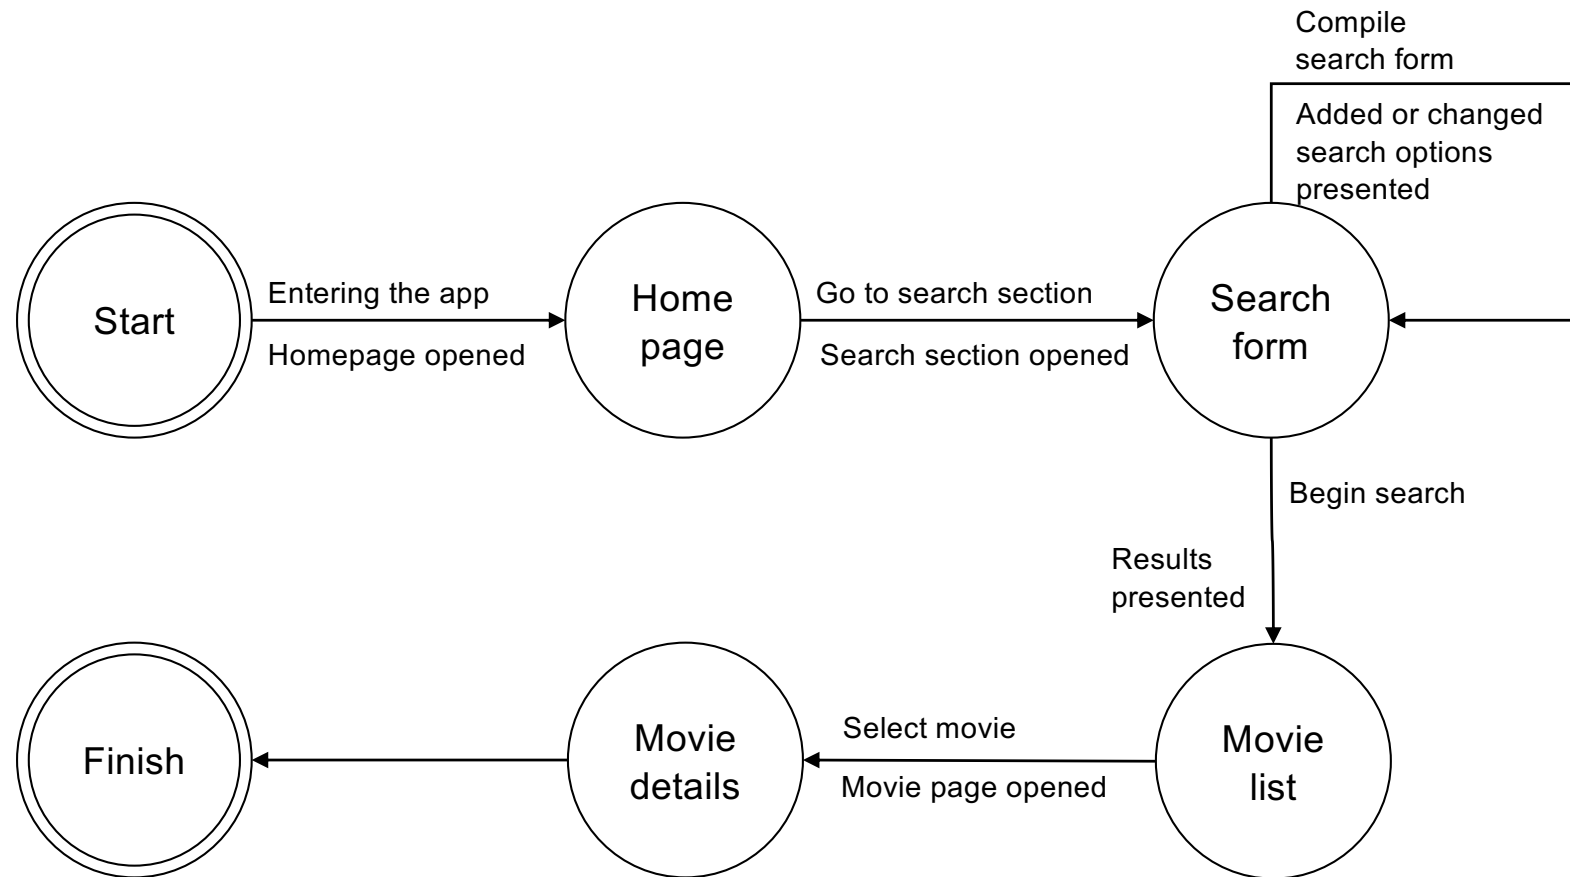 Compile
search form
Added or changed
search options
presented
Start
Entering the app
Homepage opened
Home
page
Go to search section
Search section opened
Search
form
Begin search
Results
presented
Finish
Movie
details
Select movie
Movie page opened
Movie
list